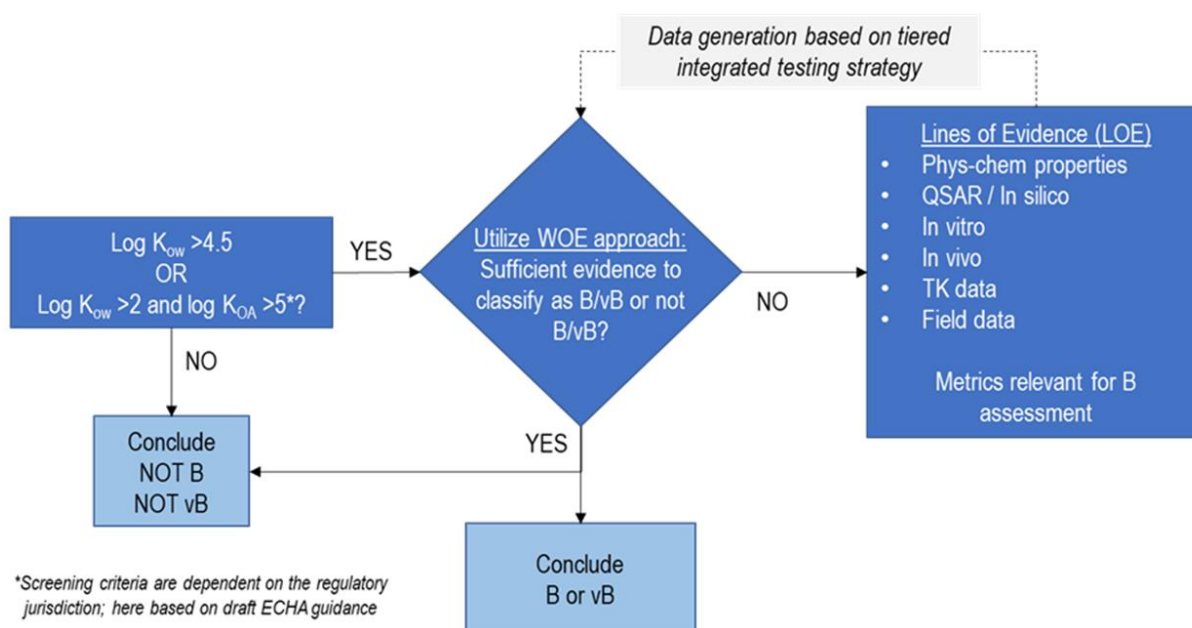 Data generation based on tiered
integrated testing strategy
Lines of Evidence (LOE)
• Phys-chem properties
• QSAR / In silico
• In vitro
• In vivo
• TK data
• Field data
Metrics relevant for B
assessment
Log Kow >4.5
OR
Log Kow >2 and log KOA >5*?
YES
Utilize WOE approach:
Sufficient evidence to
classify as B/vB or not
B/vB?
NO
NO
YES
Conclude
NOT B
NOT vB
Conclude
B or vB
*Screening criteria are dependent on the regulatory
jurisdiction; here based on draft ECHA guidance